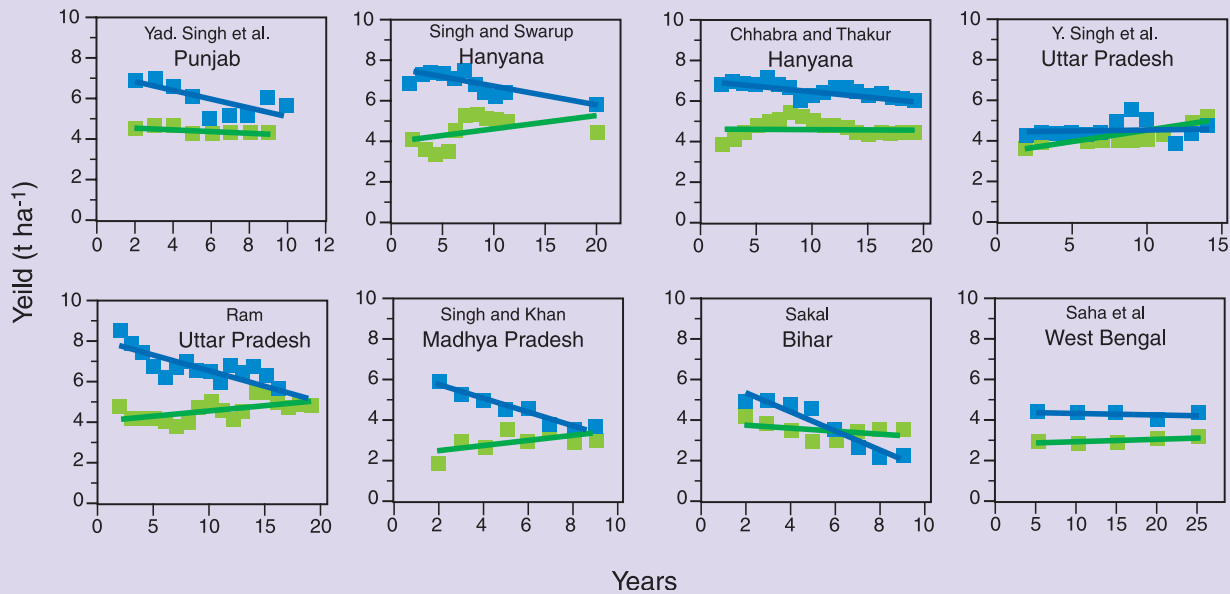 Yeild (t ha-1)
Yad. Singh et al.
Punjab
10
8
6
4
2
0
0 2 4 6 8 10 12
Singh and Swarup
Hanyana
10
8
6
4
2
0
0 10 20
Chhabra and Thakur
Hanyana
10
8
6
4
2
0
0 10 20
Y. Singh et al.
Uttar Pradesh
10
8
6
4
2
0
0 5 10 15
Ram
Uttar Pradesh
10
8
6
4
2
0
0 5 10 15 20
Singh and Khan
Madhya Pradesh
10
8
6
4
2
0
0 2 4 6 8 10
Sakal
Bihar
10
8
6
4
2
0
0 2 4 6 8 10
Saha et al
West Bengal
10
8
6
4
2
0
0 5 10 15 20 25
Years